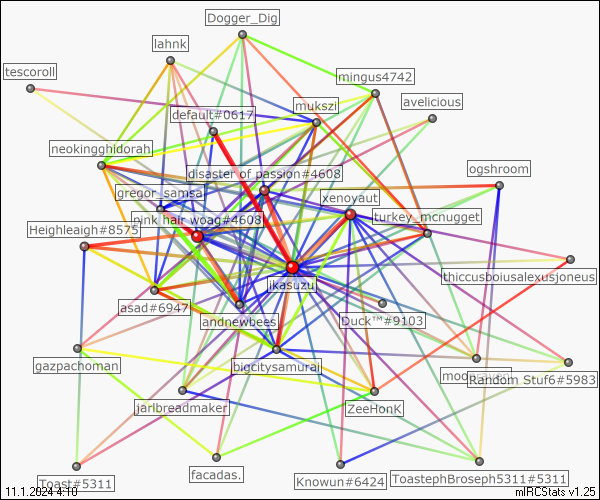 Dogger_Dig
lahnk
tescoroll
mingus4742
avelicious
mukszi
default#0617
neokingghidorah
ogshroom
disaster of passion#4608
gregor_samsa
xenoyaut
pink hair woag#4608
turkey_mcnugget
Heighleaigh#8575
thiccusboiusalexusjoneus
ikasuzu
asad#6947
andnewbees
Duck™#9103
gazpachoman
bigcitysamurai
Random Stuf6#5983
jarlbreadmaker
ZeeHonK
facadas.
Toast#5311
Knowun#6424
ToastephBroseph5311#5311
11.1.2024 4:10
mIRCStats v1.25